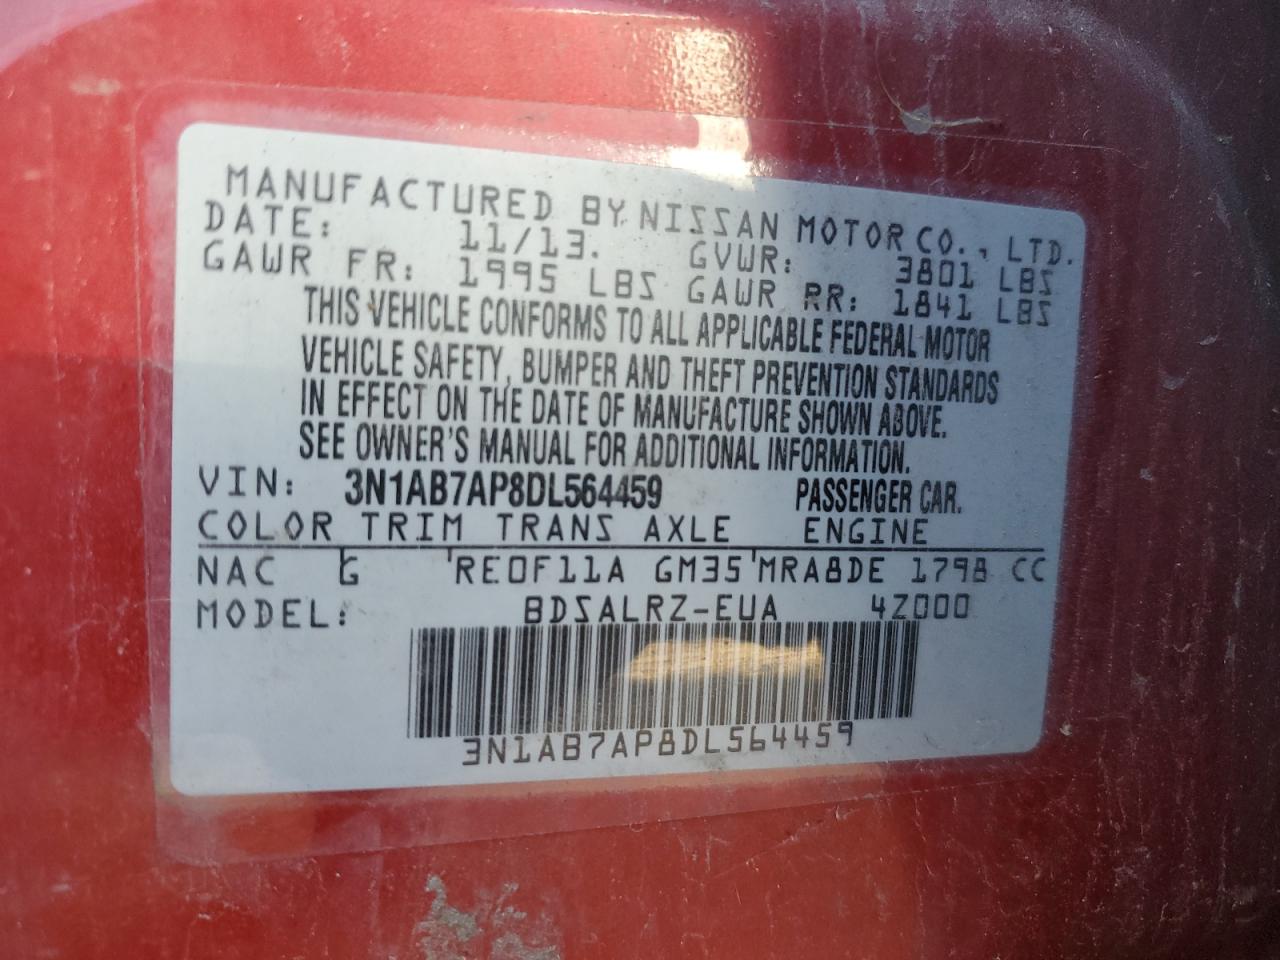 MANUFACTURED BY NISSAN MOTOR CO., LTD.
DATE: 11/13. GVWR: 3801 LBS
GAWR FR: 1995 LBS GAWR RR: 1841 LBS
THIS VEHICLE CONFORMS TO ALL APPLICABLE FEDERAL MOTOR
VEHICLE SAFETY, BUMPER AND THEFT PREVENTION STANDARDS
IN EFFECT ON THE DATE OF MANUFACTURE SHOWN ABOVE.
SEE OWNER'S MANUAL FOR ADDITIONAL INFORMATION.
VIN: 3N1AB7AP8DL564459 PASSENGER CAR.
COLOR TRIM TRANS AXLE ENGINE
NAC G RE0F11A GM35 MRA8DE 1798 CC
MODEL: BDSALRZ-EUA 4Z000
3N1AB7AP8DL564459